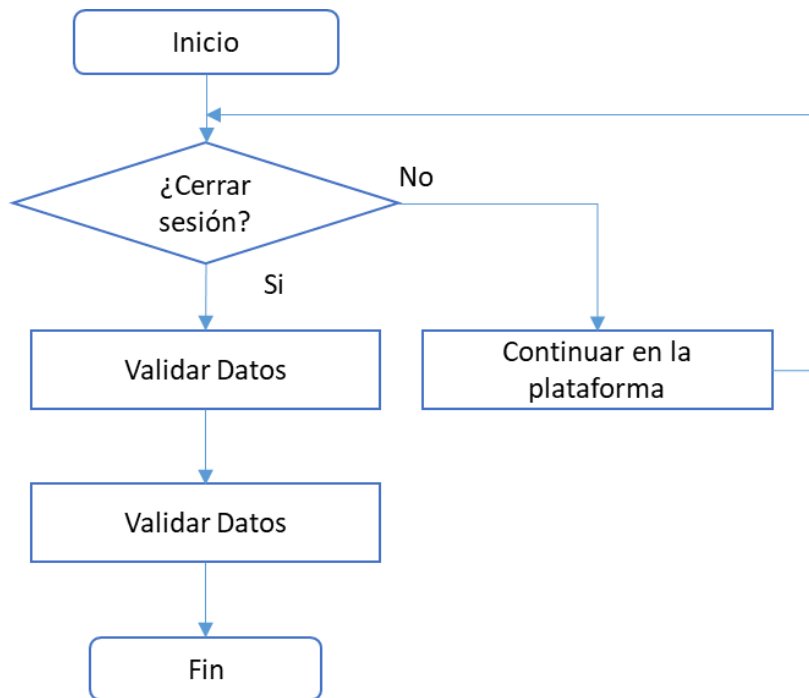 Inicio
¿Cerrar
sesión?
No
Si
Validar Datos
Continuar en la
plataforma
Validar Datos
Fin